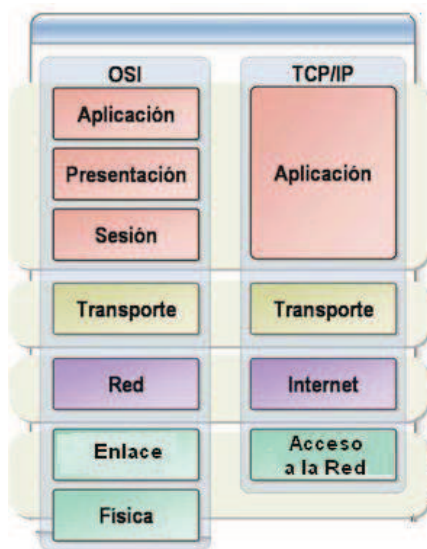 OSI
TCP/IP
Aplicación
Presentación
Sesión
Aplicación
Transporte
Transporte
Red
Internet
Enlace
Acceso
a la Red
Física